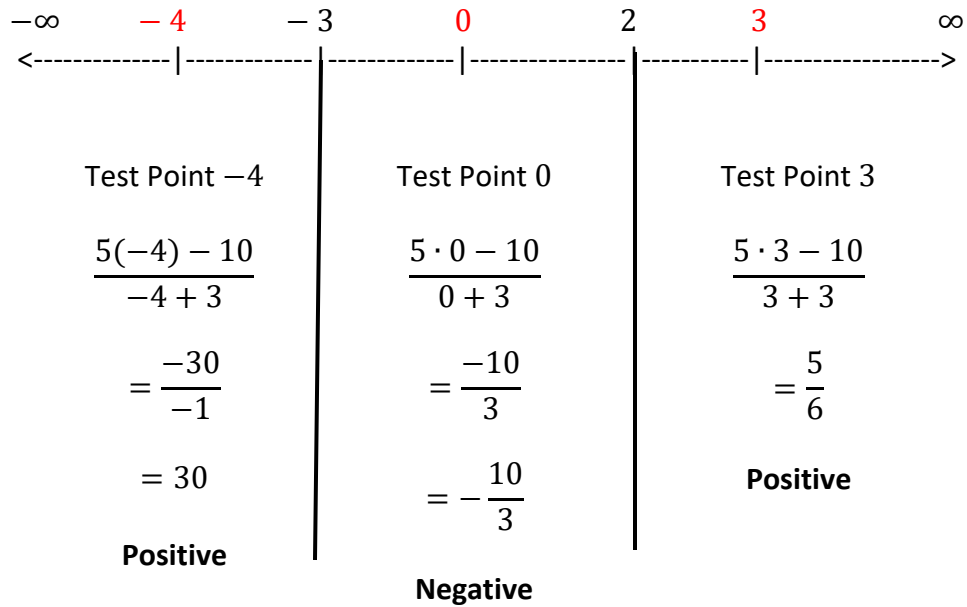 −∞ − 4 − 3 0 2 3 ∞
<--------------|-------------|-------------|---------------|-----------|------------------>
Test Point −4
5(−4) − 10
−4 + 3
= −30
−1
= 30
Positive
Test Point 0
5 · 0 − 10
0 + 3
= −10
3
= − 10
3
Negative
Test Point 3
5 · 3 − 10
3 + 3
= 5
6
Positive